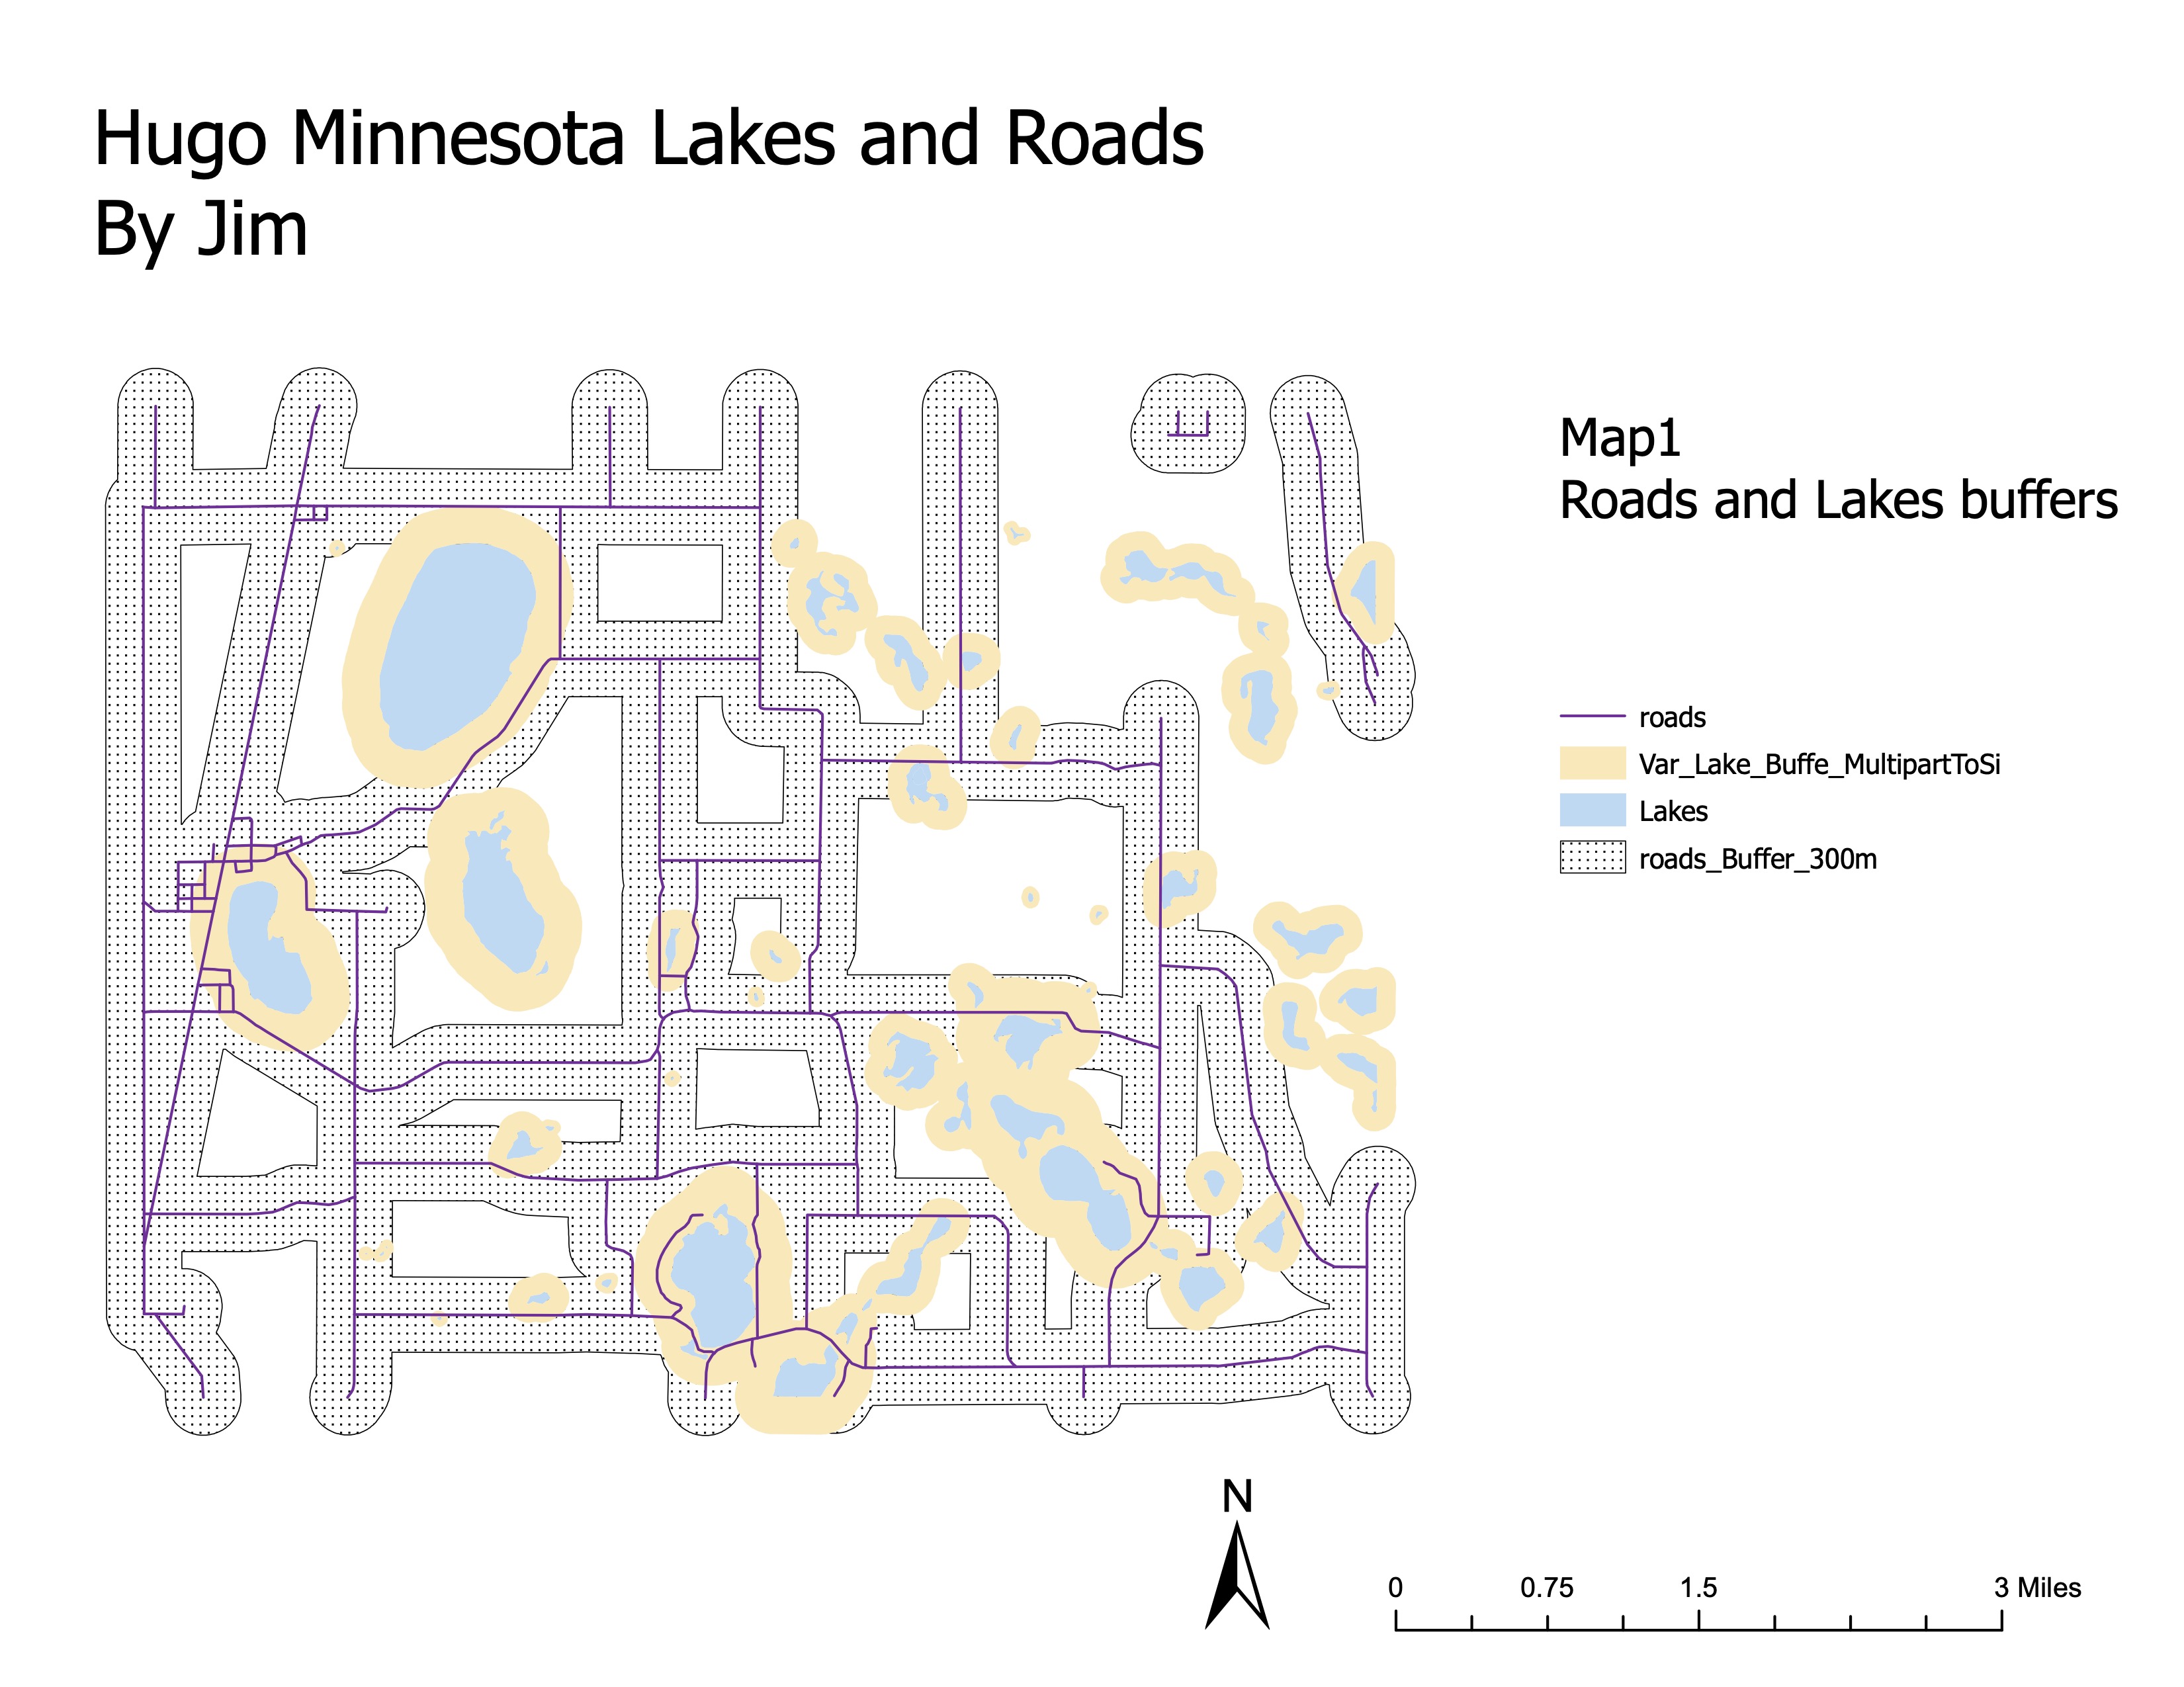 Hugo Minnesota Lakes and Roads
By Jim
Map1
Roads and Lakes buffers
roads
Var_Lake_Buffe_MultipartToSi
Lakes
roads_Buffer_300m
N
0 0.75 1.5 3 Miles